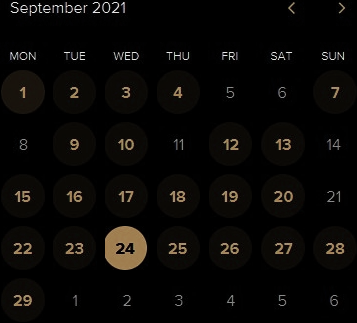 September 2021
MON TUE WED THU FRI SAT SUN
1 2 3 4 5 6 7
8 9 10 11 12 13 14
15 16 17 18 19 20 21
22 23 24 25 26 27 28
29 1 2 3 4 5 6